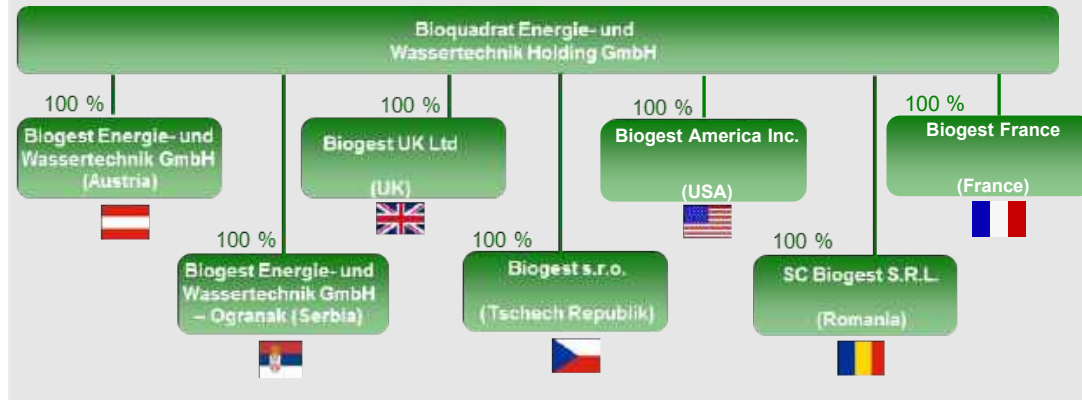 Bioquadrat Energie- und
Wassertechnik Holding GmbH
100 %
Biogest Energie- und
Wassertechnik GmbH
(Austria)
100 %
Biogest UK Ltd
(UK)
100 %
Biogest America Inc.
(USA)
100 %
Biogest France
(France)
100 %
Biogest Energie- und
Wassertechnik GmbH
– Ogranak (Serbia)
100 %
Biogest s.r.o.
(Tschech Republik)
100 %
SC Biogest S.R.L.
(Romania)